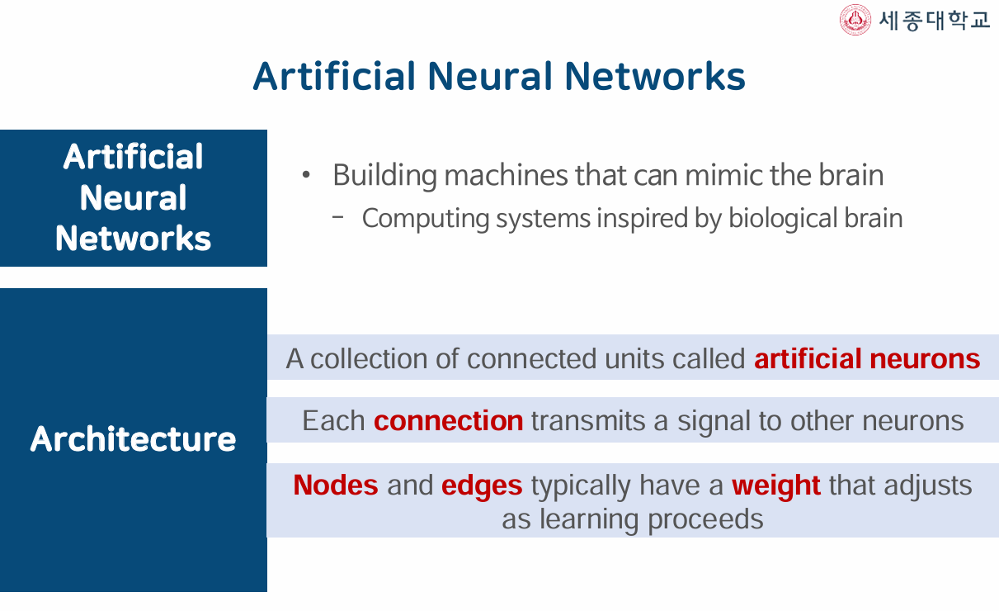 세종대학교
Artificial Neural Networks
Artificial
Neural
Networks
• Building machines that can mimic the brain
− Computing systems inspired by biological brain
Architecture
A collection of connected units called artificial neurons
Each connection transmits a signal to other neurons
Nodes and edges typically have a weight that adjusts
as learning proceeds